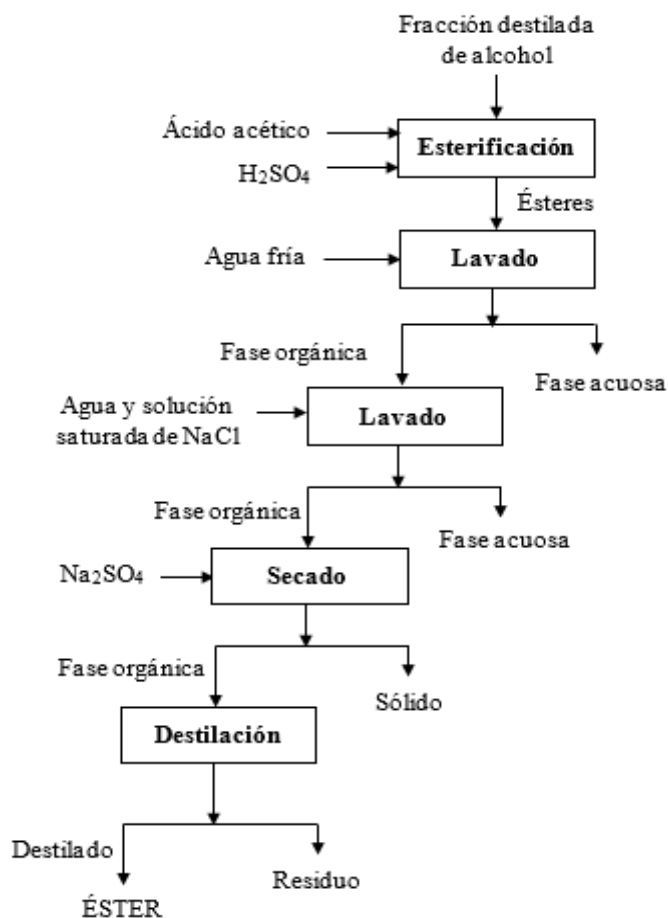 Fracción destilada
de alcohol
Ácido acético
H2SO4
Esterificación
Ésteres
Agua fría
Lavado
Fase orgánica
Fase acuosa
Agua y solución
saturada de NaCl
Lavado
Fase orgánica
Fase acuosa
Na2SO4
Secado
Fase orgánica
Sólido
Destilación
Destilado
Residuo
ÉSTER